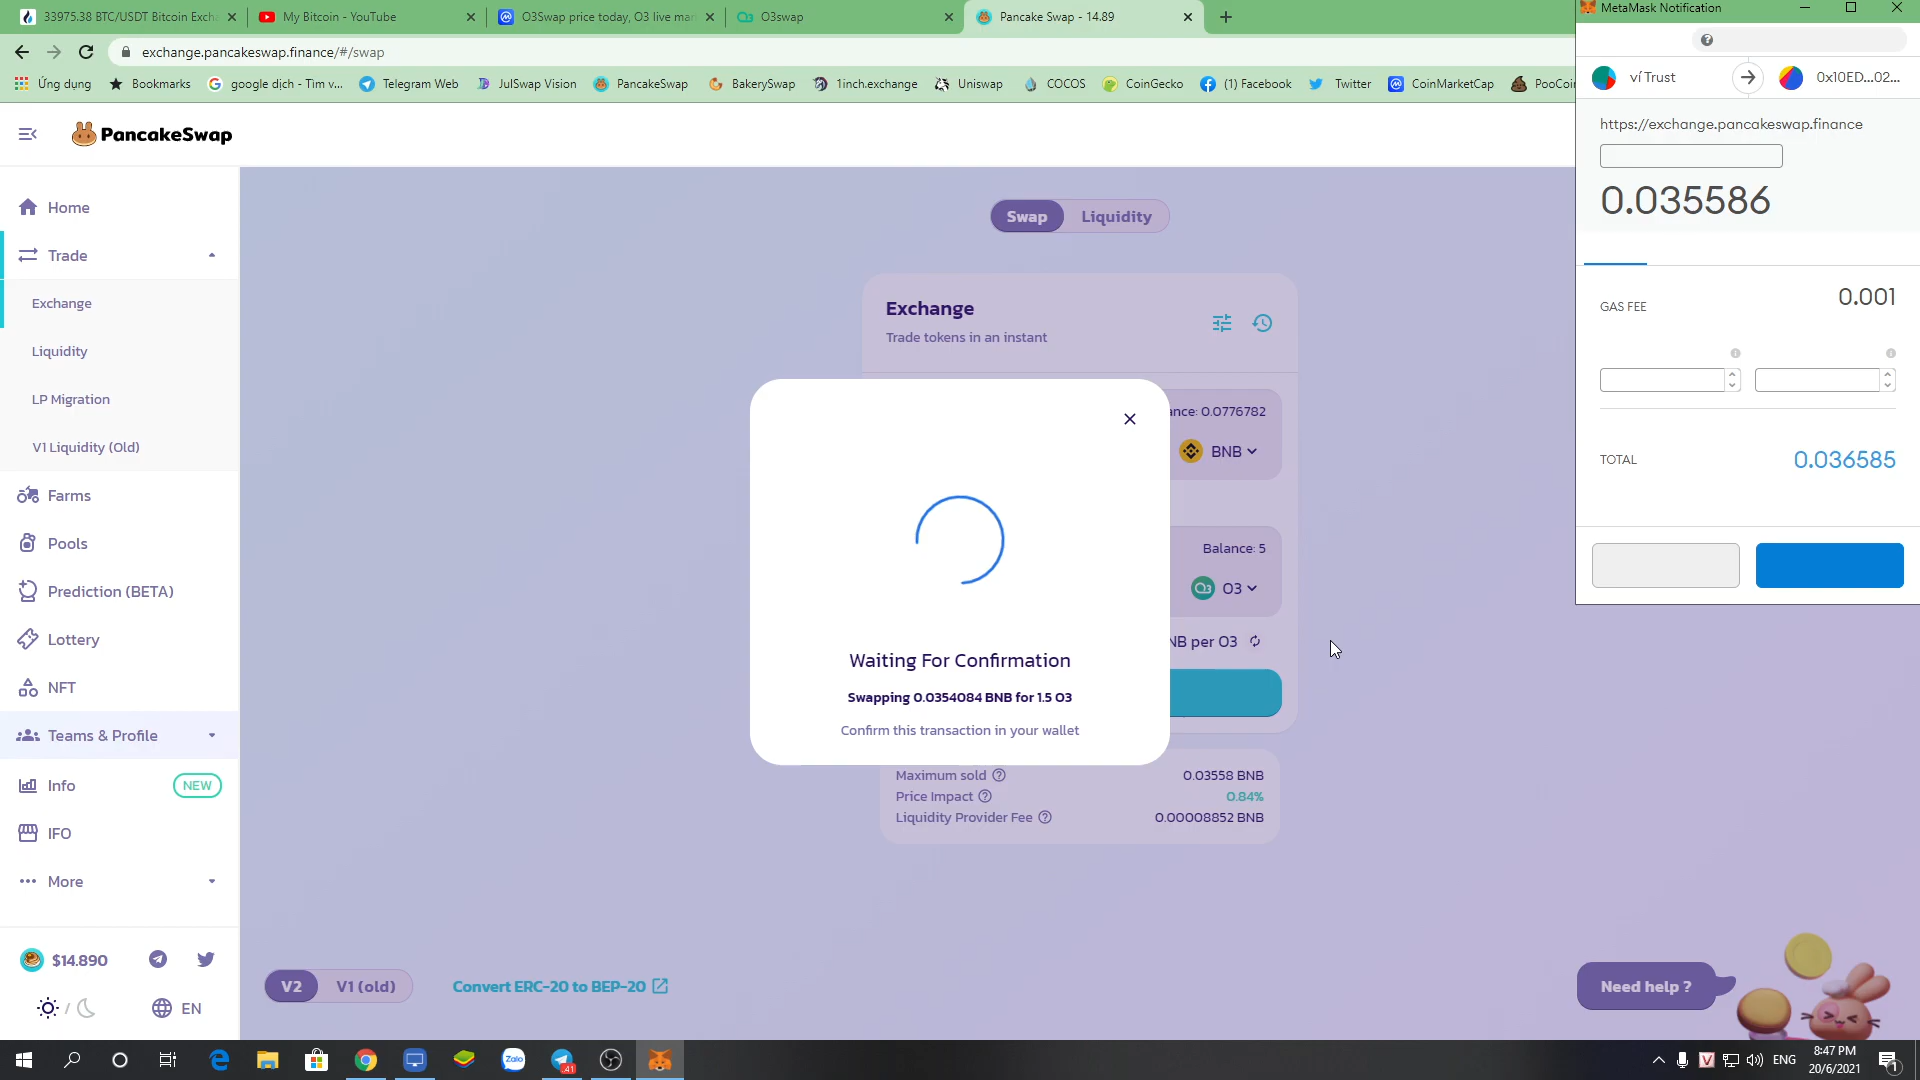 33975.38 BTC/USDT Bitcoin Excha
My Bitcoin - YouTube
O3Swap price today, O3 live mar
O3swap
Pancake Swap - 14.89
MetaMask Notification
exchange.pancakeswap.finance/#/swap
Ứng dụng
Bookmarks
google dịch - Tìm v...
Telegram Web
JulSwap Vision
PancakeSwap
BakerySwap
1inch.exchange
Uniswap
COCOS
CoinGecko
(1) Facebook
Twitter
CoinMarketCap
PooCoin
ví Trust
0x10ED...02...
https://exchange.pancakeswap.finance
0.035586
GAS FEE
0.001
TOTAL
0.036585
PancakeSwap
Home
Trade
Exchange
Liquidity
LP Migration
V1 Liquidity (Old)
Farms
Pools
Prediction (BETA)
Lottery
NFT
Teams & Profile
Info
NEW
IFO
More
$14.890
EN
Swap
Liquidity
Exchange
Trade tokens in an instant
ance: 0.0776782
BNB
Balance: 5
O3
NB per O3
Waiting For Confirmation
Swapping 0.0354084 BNB for 1.5 O3
Confirm this transaction in your wallet
Maximum sold
0.03558 BNB
Price Impact
0.84%
Liquidity Provider Fee
0.00008852 BNB
V2
V1 (old)
Convert ERC-20 to BEP-20
Need help ?
Zalo
41
ENG
8:47 PM
20/6/2021
1